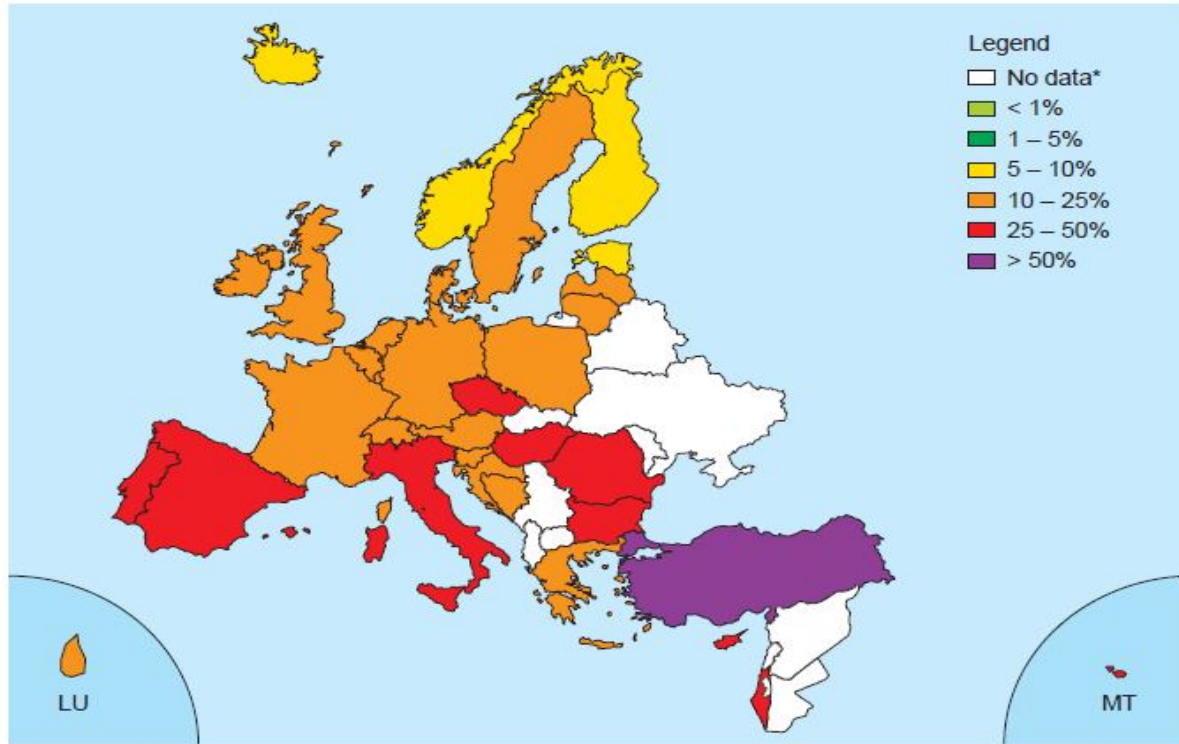 Legend
No data*
< 1%
1 – 5%
5 – 10%
10 – 25%
25 – 50%
> 50%
LU
MT